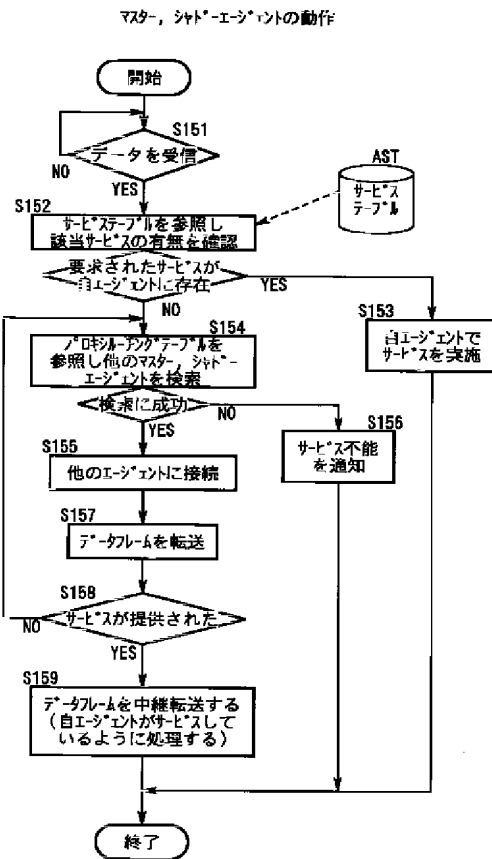 マスター, シャドーエージェントの動作
開始
S151
データを受信
NO
YES
AST
サービス
テーブル
S152
サービステーブルを参照し
該当サービスの有無を確認
要求されたサービスが
自エージェントに存在
YES
NO
S153
自エージェントで
サービスを実施
S154
プロキシルーチングテーブルを
参照し他のマスター, シャドー
エージェントを検索
検索に成功
NO
YES
S156
サービス不能
を通知
S155
他のエージェントに接続
S157
データフレームを転送
S158
サービスが提供された
NO
YES
S159
データフレームを中継転送する
(自エージェントがサービスして
いるように処理する)
終了